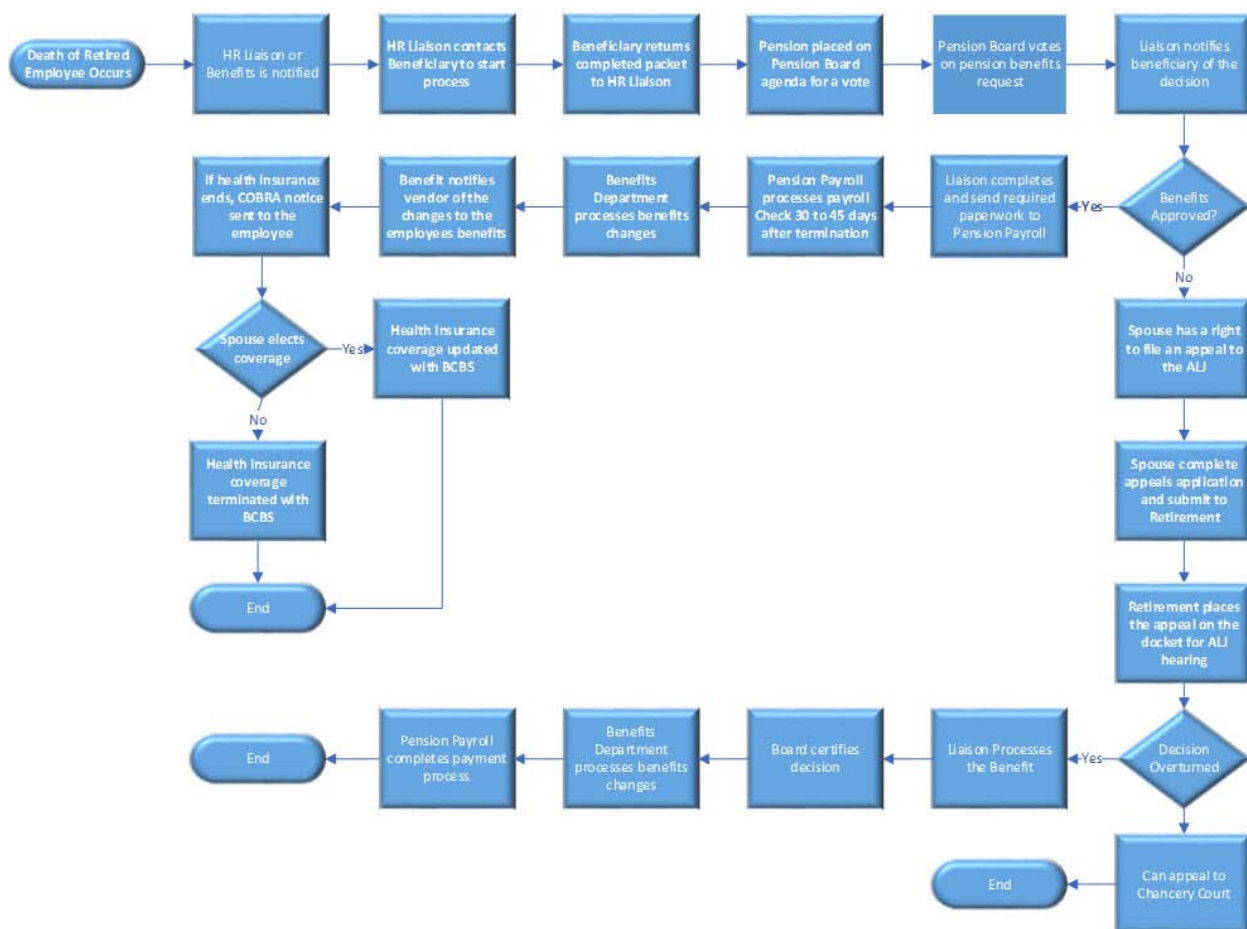 Death of Retired
Employee Occurs
HR Liaison or
Benefits is notified
HR Liaison contacts
Beneficiary to start
process
Beneficiary returns
completed packet
to HR Liaison
Pension placed on
Pension Board
agenda for a vote
Pension Board votes
on pension benefits
request
Liaison notifies
beneficiary of the
decision
If health insurance
ends, COBRA notice
sent to the
employee
Benefit notifies
vendor of the
changes to the
employees benefits
Benefits
Department
processes benefits
changes
Pension Payroll
processes payroll
Check 30 to 45 days
after termination
Liaison completes
and send required
paperwork to
Pension Payroll
Yes
Benefits
Approved?
No
Spouse elects
coverage
Yes
Health Insurance
coverage updated
with BCBS
Spouse has a right
to file an appeal to
the ALJ
No
Health Insurance
coverage
terminated with
BCBS
Spouse complete
appeals application
and submit to
Retirement
End
Retirement places
the appeal on the
docket for ALJ
hearing
End
Pension Payroll
completes payment
process
Benefits
Department
processes benefits
changes
Board certifies
decision
Liaison Processes
the Benefit
Yes
Decision
Overturned
End
Can appeal to
Chancery Court